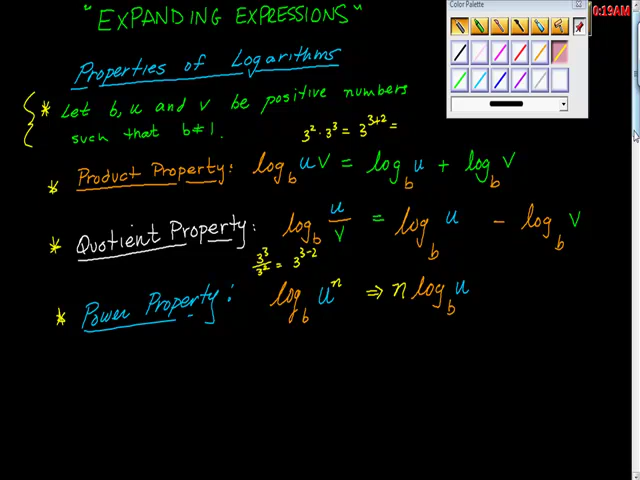 "EXPANDING EXPRESSIONS"
Color Palette
0:19AM
Properties of Logarithms
* Let b, u and v be positive numbers
such that b≠1.
3² · 3³ = 3³⁺² =
* Product Property: log_b uv = log_b u + log_b v
* Quotient Property: log_b u/v = log_b u - log_b v
3³/3² = 3³⁻²
* Power Property: log_b uⁿ ⇒ n log_b u